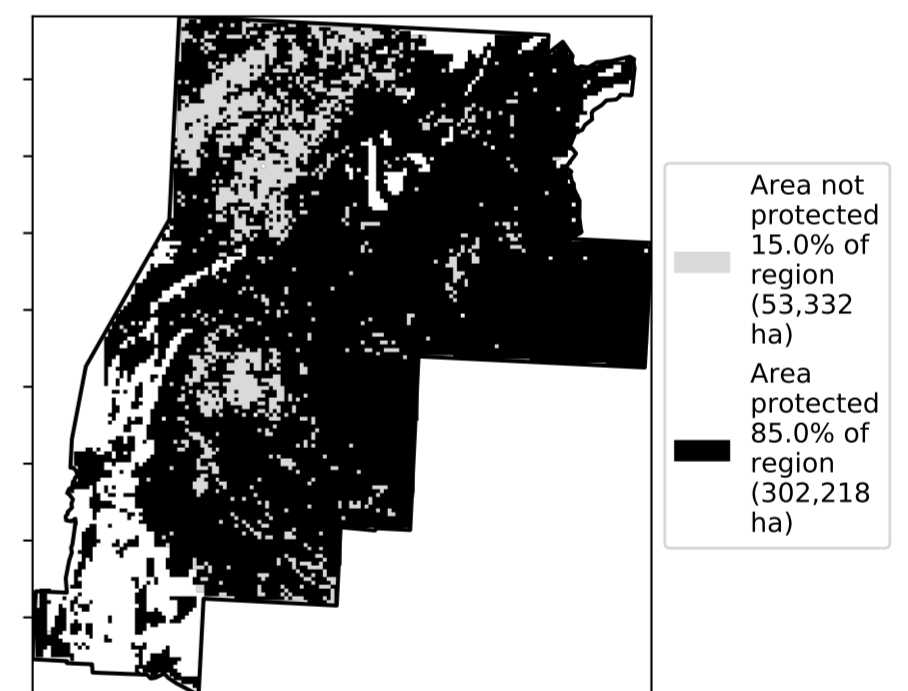 Area not
protected
15.0% of
region
(53,332
ha)
Area
protected
85.0% of
region
(302,218
ha)